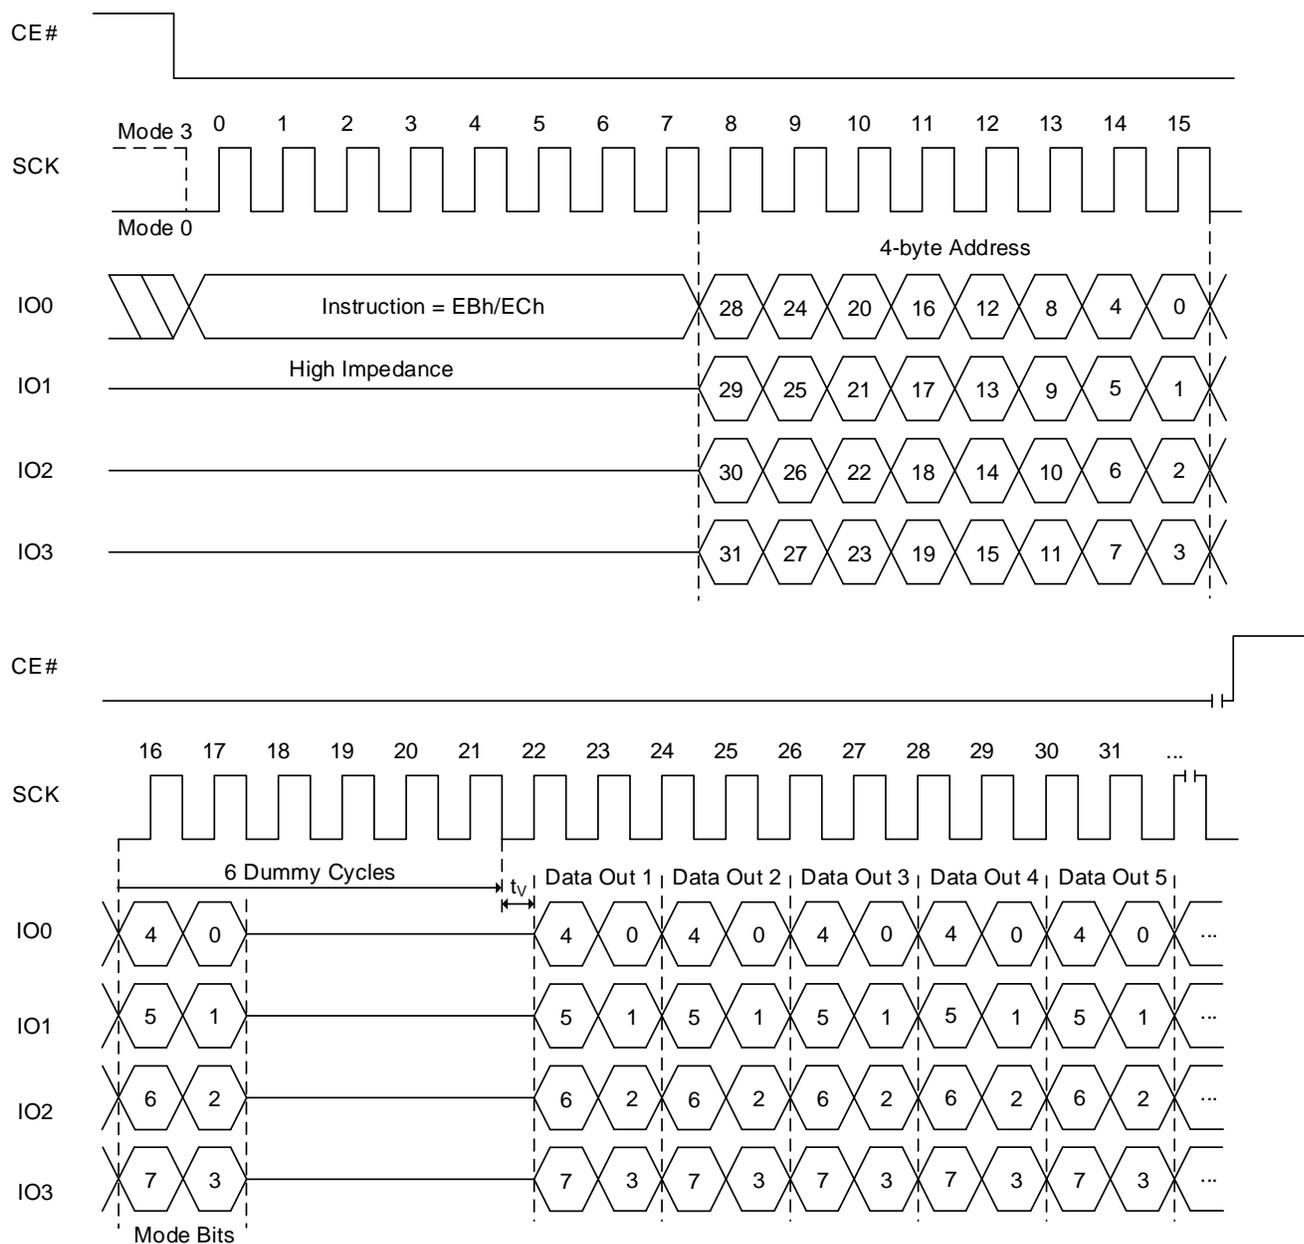 CE#
Mode 3 0 1 2 3 4 5 6 7 8 9 10 11 12 13 14 15
SCK
Mode 0
4-byte Address
IO0 Instruction = EBh/ECh 28 24 20 16 12 8 4 0
High Impedance
IO1 29 25 21 17 13 9 5 1
IO2 30 26 22 18 14 10 6 2
IO3 31 27 23 19 15 11 7 3
CE#
16 17 18 19 20 21 22 23 24 25 26 27 28 29 30 31 ...
SCK
6 Dummy Cycles tV Data Out 1 Data Out 2 Data Out 3 Data Out 4 Data Out 5
IO0 4 0 4 0 4 0 4 0 4 0 4 0 ...
IO1 5 1 5 1 5 1 5 1 5 1 5 1 ...
IO2 6 2 6 2 6 2 6 2 6 2 6 2 ...
IO3 7 3 7 3 7 3 7 3 7 3 7 3 ...
Mode Bits